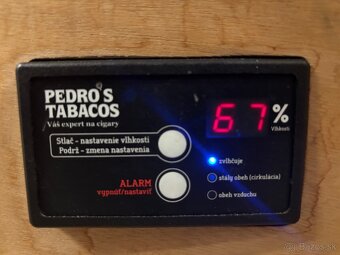 PEDRO'S
TABACOS
Váš expert na cigary
67%
Vlhkosti
Stlač - nastavenie vlhkosti
Podrž - zmena nastavenia
zvlhčuje
ALARM
vypnúť/nastaviť
stály obeh (cirkulácia)
obeh vzduchu